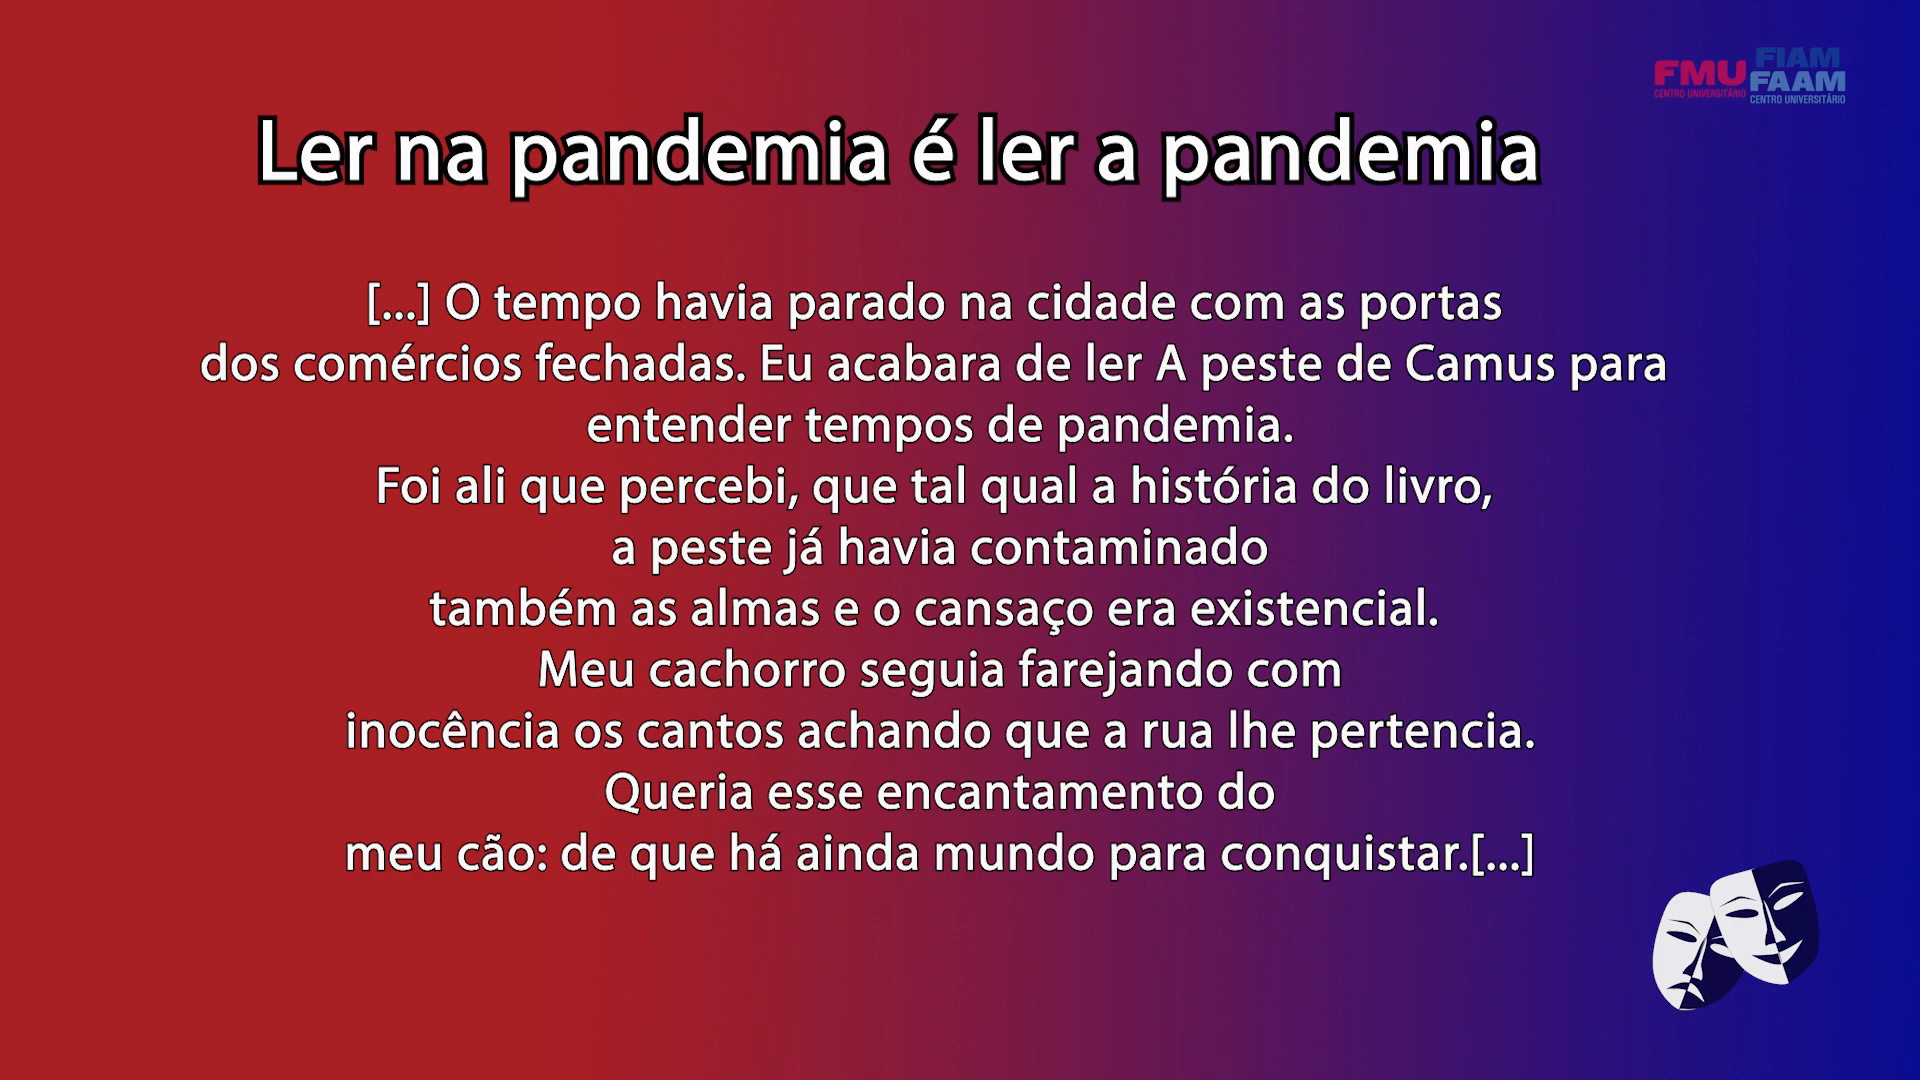 FMU FIAM
FAAM
CENTRO UNIVERSITÁRIO CENTRO UNIVERSITÁRIO
Ler na pandemia é ler a pandemia
[...] O tempo havia parado na cidade com as portas
dos comércios fechadas. Eu acabara de ler A peste de Camus para
entender tempos de pandemia.
Foi ali que percebi, que tal qual a história do livro,
a peste já havia contaminado
também as almas e o cansaço era existencial.
Meu cachorro seguia farejando com
inocência os cantos achando que a rua lhe pertencia.
Queria esse encantamento do
meu cão: de que há ainda mundo para conquistar.[...]